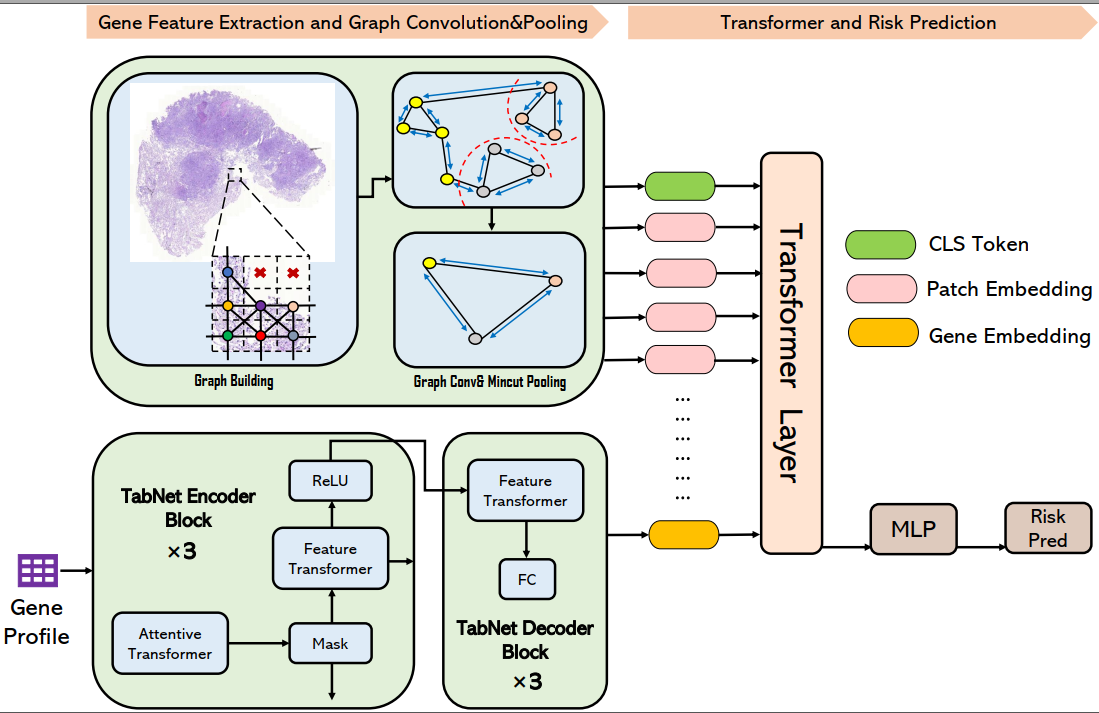 Gene Feature Extraction and Graph Convolution&Pooling
Transformer and Risk Prediction
Graph Building
Graph Conv& Mincut Pooling
Transformer Layer
CLS Token
Patch Embedding
Gene Embedding
...
...
...
...
...
...
TabNet Encoder
Block
×3
ReLU
Feature
Transformer
Attentive
Transformer
Mask
Gene
Profile
Feature
Transformer
FC
TabNet Decoder
Block
×3
MLP
Risk
Pred